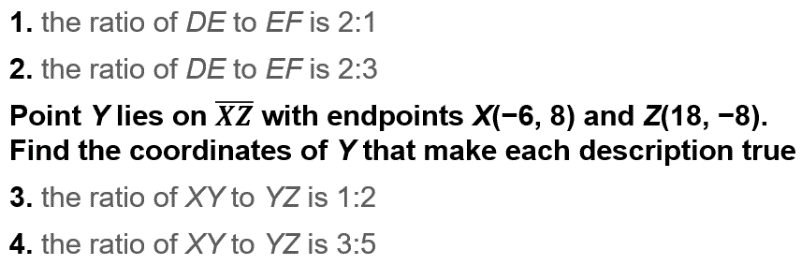 1. the ratio of DE to EF is 2:1
2. the ratio of DE to EF is 2:3
Point Y lies on X̅Z̅ with endpoints X(−6, 8) and Z(18, −8).
Find the coordinates of Y that make each description true
3. the ratio of XY to YZ is 1:2
4. the ratio of XY to YZ is 3:5